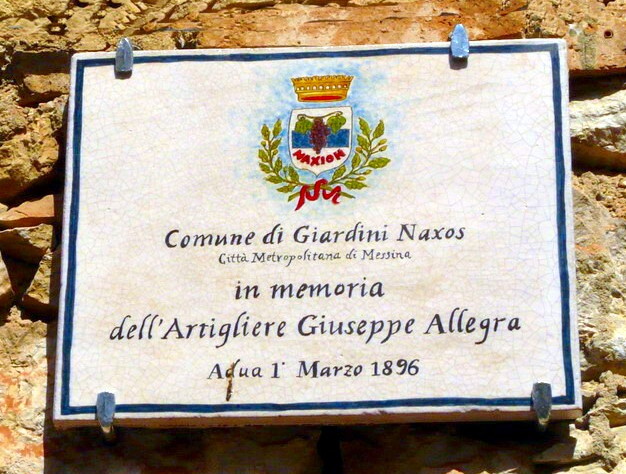 NAXION
Comune di Giardini Naxos
Città Metropolitana di Messina
in memoria
dell'Artigliere Giuseppe Allegra
Adua 1° Marzo 1896